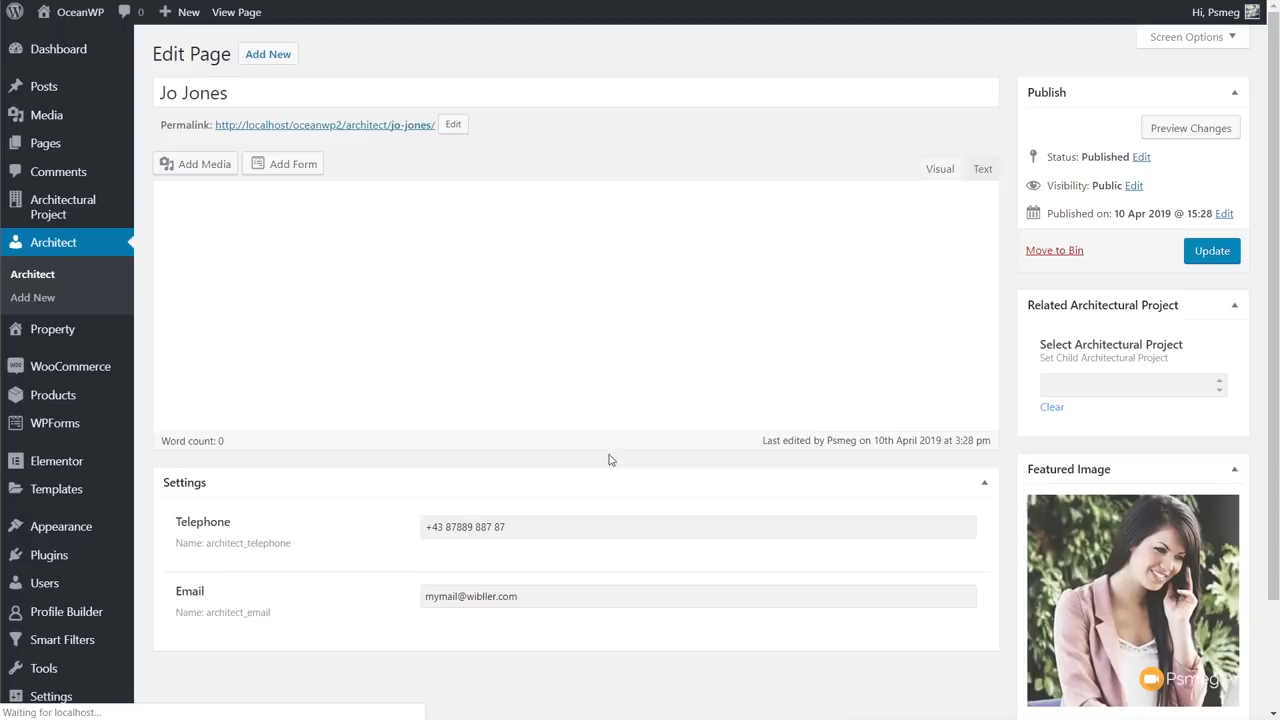 OceanWP
0
New
View Page
Hi, Psmeg
Screen Options
Dashboard
Posts
Media
Pages
Comments
Architectural
Project
Architect
Architect
Add New
Property
WooCommerce
Products
WPForms
Elementor
Templates
Appearance
Plugins
Users
Profile Builder
Smart Filters
Tools
Settings
Edit Page
Add New
Jo Jones
Permalink: http://localhost/oceanwp2/architect/jo-jones/ Edit
Add Media
Add Form
Visual
Text
Word count: 0
Last edited by Psmeg on 10th April 2019 at 3:28 pm
Settings
Telephone
Name: architect_telephone
+43 87889 887 87
Email
Name: architect_email
mymail@wibller.com
Publish
Preview Changes
Status: Published Edit
Visibility: Public Edit
Published on: 10 Apr 2019 @ 15:28 Edit
Move to Bin
Update
Related Architectural Project
Select Architectural Project
Set Child Architectural Project
Clear
Featured Image
Waiting for localhost...